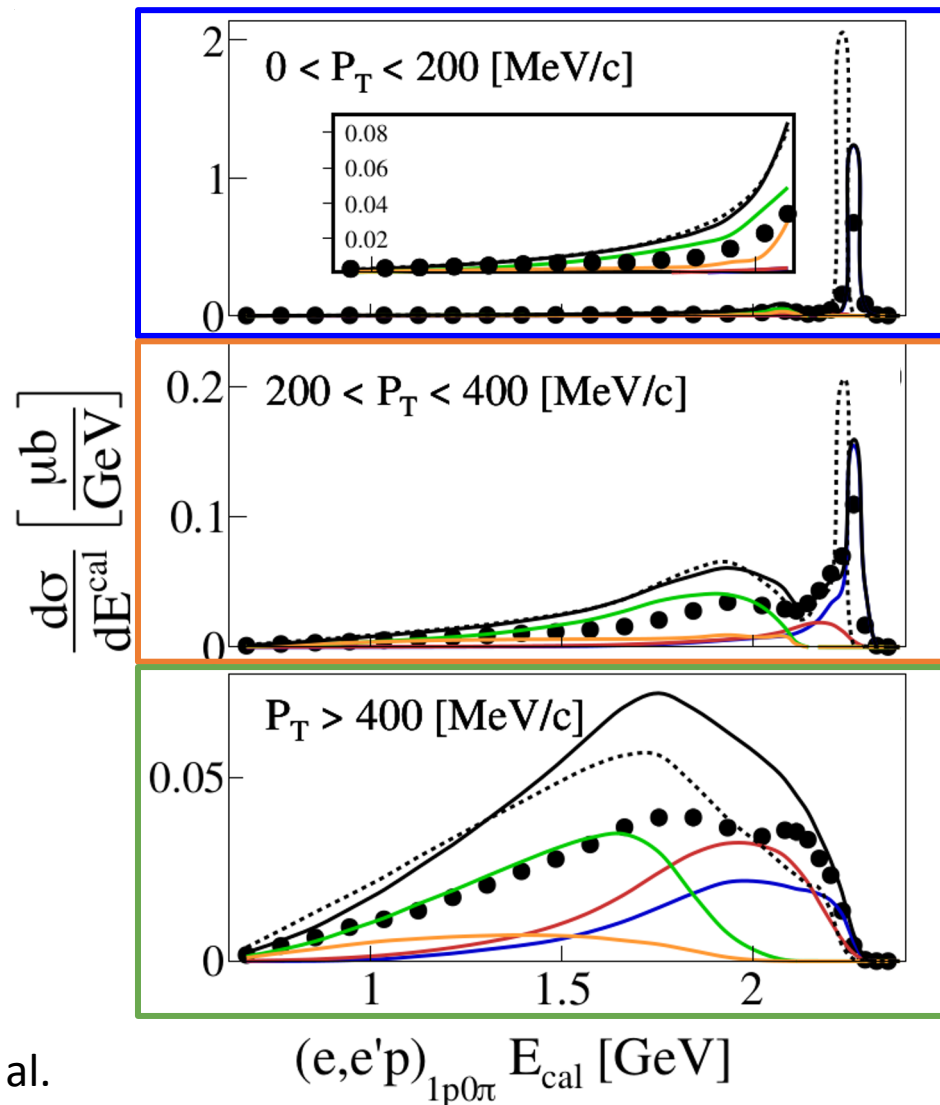 2
0 < P_T < 200 [MeV/c]
0.08
0.06
1
0.04
0.02
0
0.2
200 < P_T < 400 [MeV/c]
0.1
0
dσ/dE^cal [μb/GeV]
P_T > 400 [MeV/c]
0.05
0
1 1.5 2
al.
(e,e'p)_1p0π E_cal [GeV]